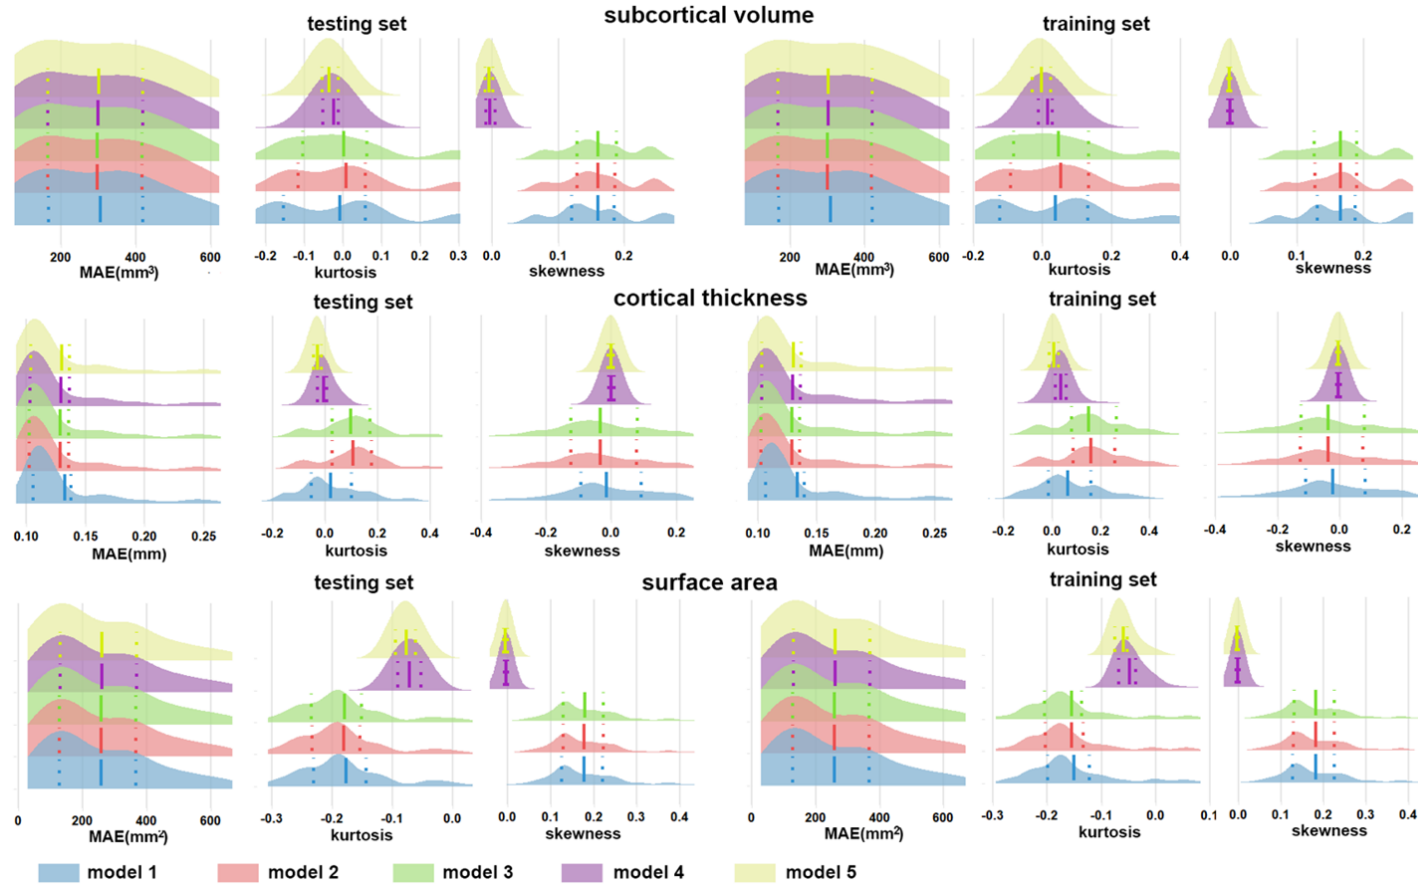 subcortical volume
testing set
training set
200 400 600
MAE(mm³)
-0.2 -0.1 0.0 0.1 0.2 0.3
kurtosis
0.0 0.1 0.2
skewness
200 400 600
MAE(mm³)
-0.2 0.0 0.2 0.4
kurtosis
0.0 0.1 0.2
skewness
cortical thickness
testing set
training set
0.10 0.15 0.20 0.25
MAE(mm)
-0.2 0.0 0.2 0.4
kurtosis
-0.4 -0.2 0.0 0.2
skewness
0.10 0.15 0.20 0.25
MAE(mm)
-0.2 0.0 0.2 0.4
kurtosis
-0.4 -0.2 0.0 0.2
skewness
surface area
testing set
training set
0 200 400 600
MAE(mm²)
-0.3 -0.2 -0.1 0.0
kurtosis
0.0 0.1 0.2 0.3 0.4
skewness
0 200 400 600
MAE(mm²)
-0.3 -0.2 -0.1 0.0 0.1
kurtosis
0.0 0.1 0.2 0.3 0.4
skewness
model 1 model 2 model 3 model 4 model 5